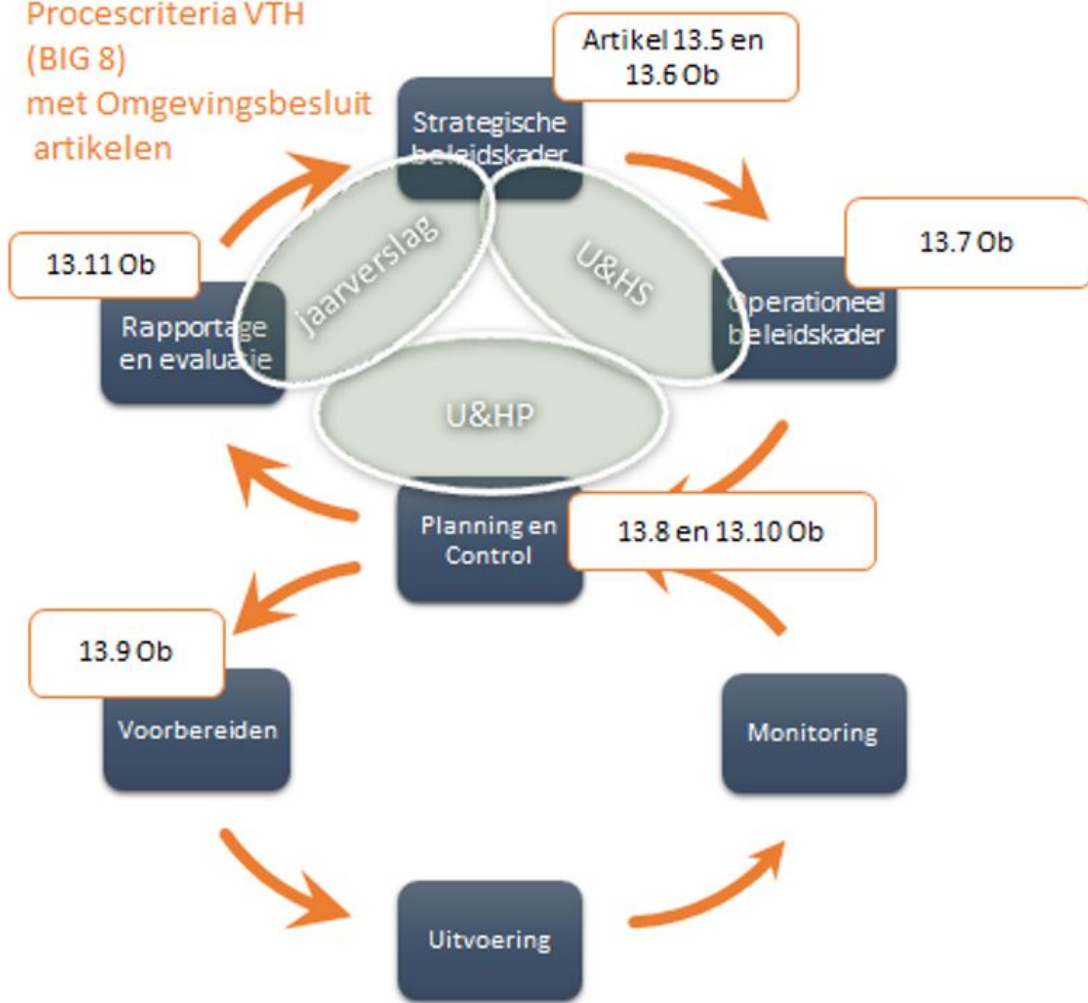 Procescriteria VTH
(BIG 8)
met Omgevingsbesluit
artikelen
Artikel 13.5 en
13.6 Ob
Strategische
beleidskader
13.7 Ob
13.11 Ob
jaarverslag
U&HS
Operationeel
beleidskader
Rapportage
en evaluatie
U&HP
Planning en
Control
13.8 en 13.10 Ob
13.9 Ob
Voorbereiden
Monitoring
Uitvoering